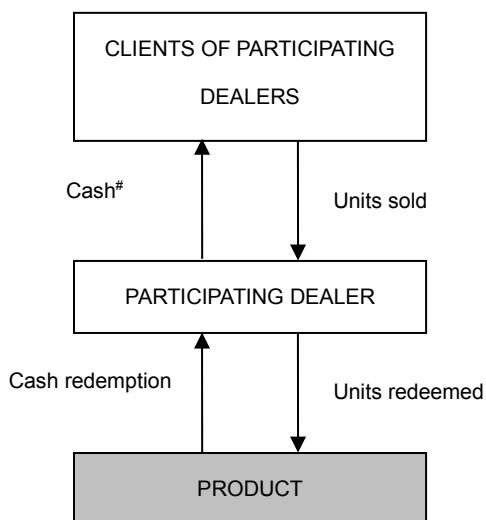 CLIENTS OF PARTICIPATING
DEALERS
Cash#
Units sold
PARTICIPATING DEALER
Cash redemption
Units redeemed
PRODUCT